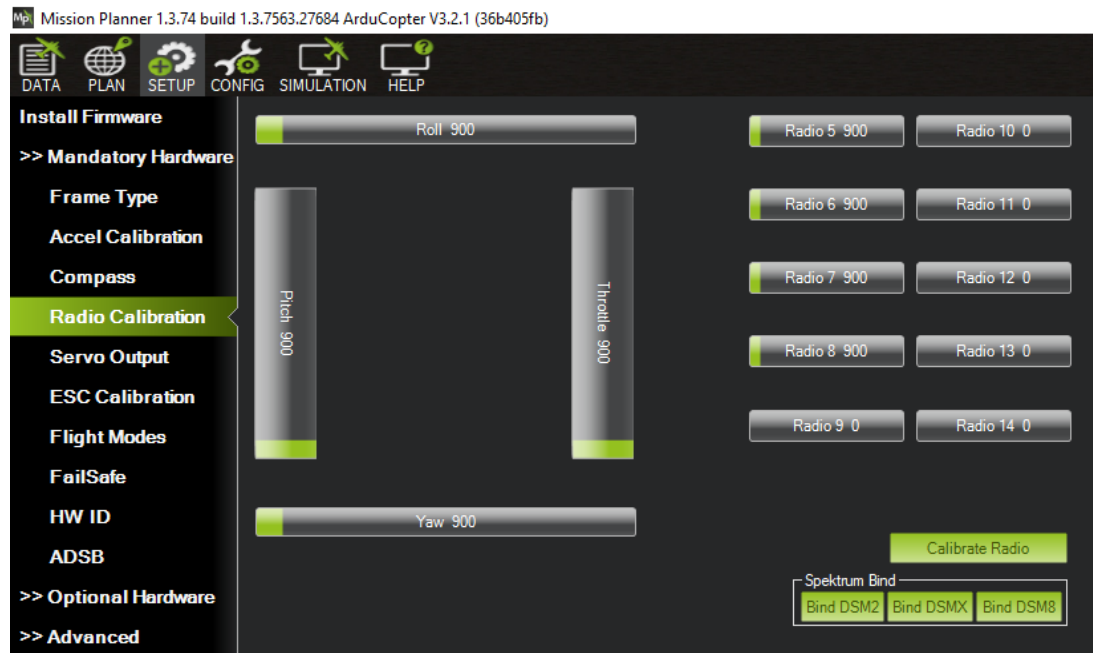 Mission Planner 1.3.74 build 1.3.7563.27684 ArduCopter V3.2.1 (36b405fb)
DATA PLAN SETUP CONFIG SIMULATION HELP
Install Firmware
>> Mandatory Hardware
Frame Type
Accel Calibration
Compass
Radio Calibration
Servo Output
ESC Calibration
Flight Modes
FailSafe
HW ID
ADSB
>> Optional Hardware
>> Advanced
Roll 900
Pitch 900
Throttle 900
Yaw 900
Radio 5 900 Radio 10 0
Radio 6 900 Radio 11 0
Radio 7 900 Radio 12 0
Radio 8 900 Radio 13 0
Radio 9 0 Radio 14 0
Calibrate Radio
Spektrum Bind
Bind DSM2 Bind DSMX Bind DSM8